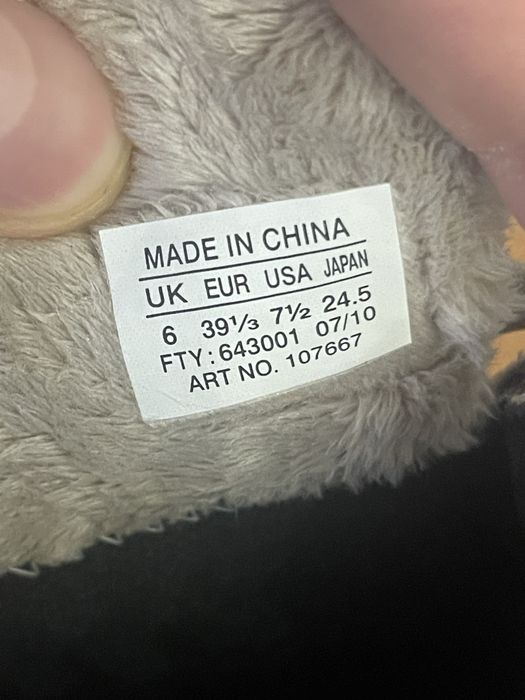 MADE IN CHINA
UK EUR USA JAPAN
6 39⅓ 7½ 24.5
FTY: 643001 07/10
ART NO. 107667